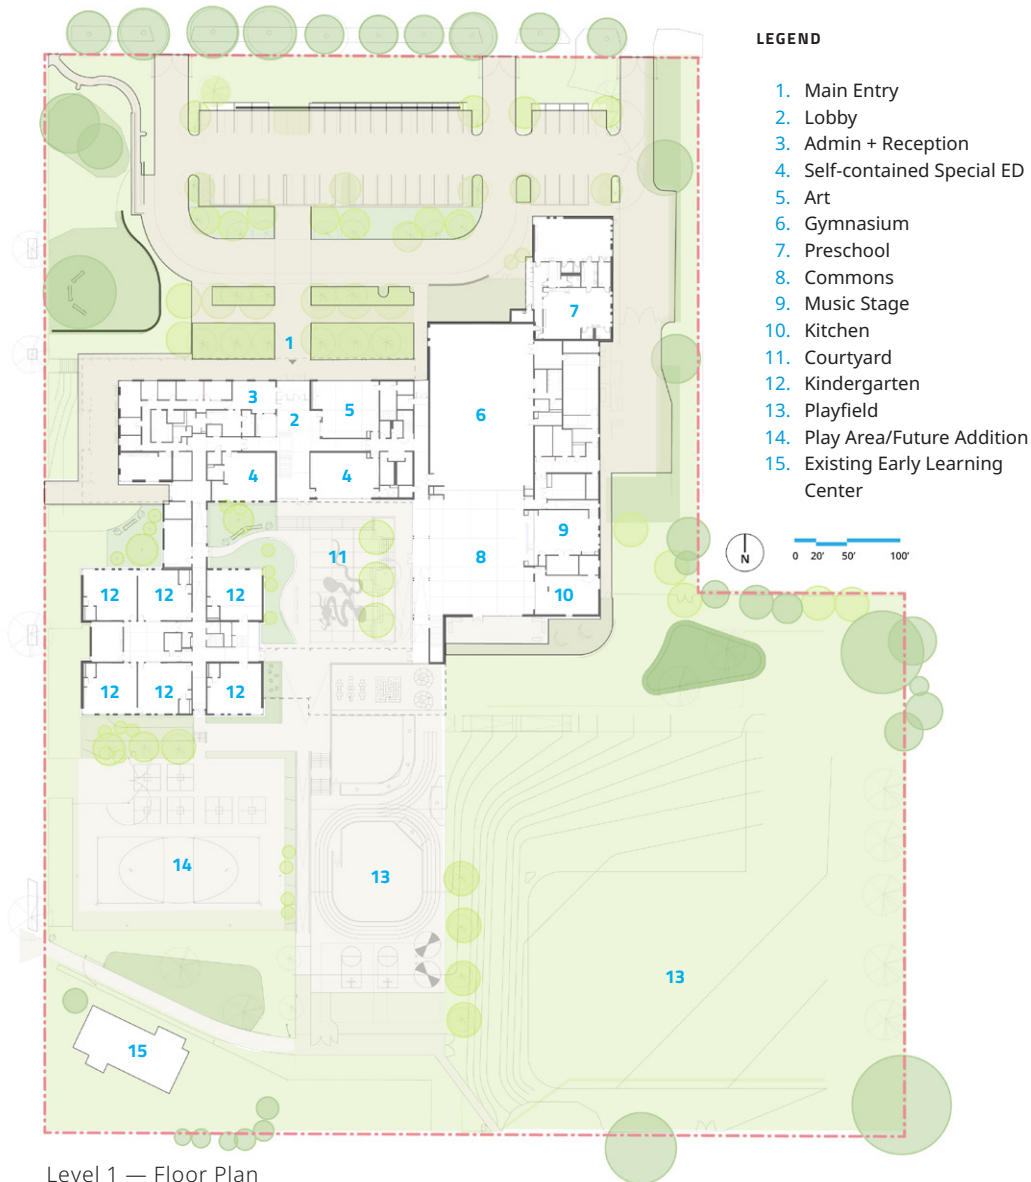 LEGEND
1. Main Entry
2. Lobby
3. Admin + Reception
4. Self-contained Special ED
5. Art
6. Gymnasium
7. Preschool
8. Commons
9. Music Stage
10. Kitchen
11. Courtyard
12. Kindergarten
13. Playfield
14. Play Area/Future Addition
15. Existing Early Learning
Center
N
0 20' 50' 100'
7
1
3
2
5
6
4
4
9
11
8
12
12
12
10
12
12
12
14
13
13
15
Level 1 — Floor Plan